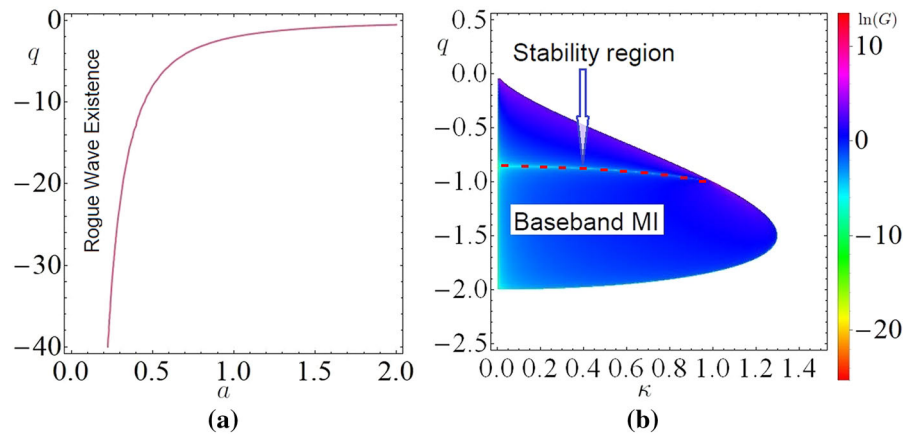 0
−10
−20
−30
−40
q
Rogue Wave Existence
0.0 0.5 1.0 1.5 2.0
a
(a)
−0.5
0.0
−0.5
−1.0
−1.5
−2.0
−2.5
q
Stability region
Baseband MI
0.0 0.2 0.4 0.6 0.8 1.0 1.2 1.4
κ
(b)
ln(G)
10
0
−10
−20